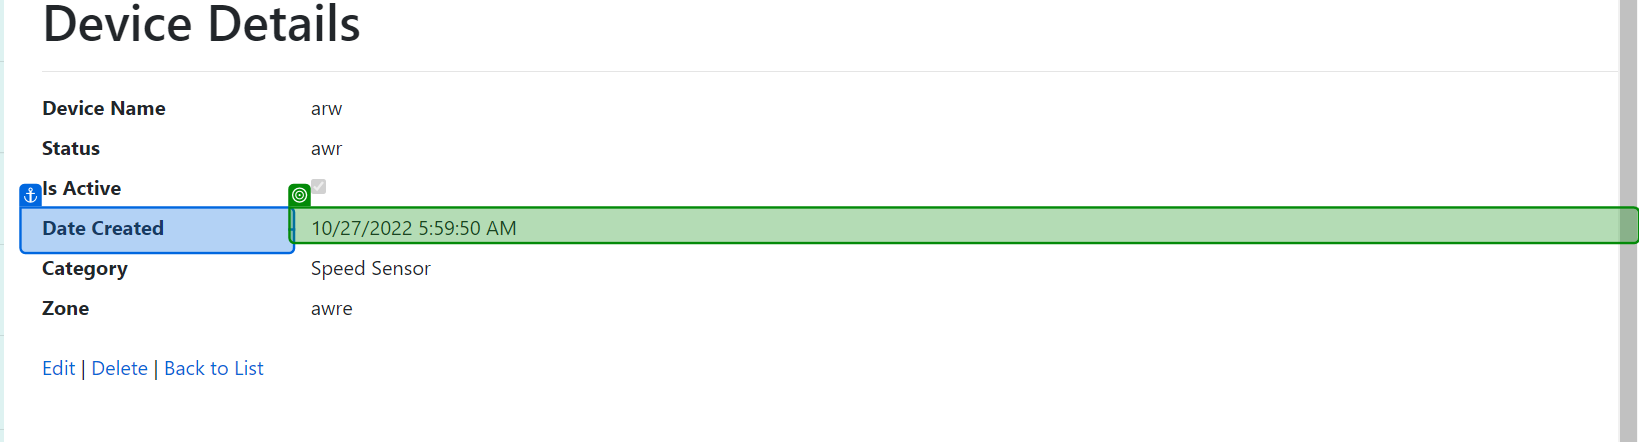 Device Details
Device Name arw
Status awr
Is Active
Date Created 10/27/2022 5:59:50 AM
Category Speed Sensor
Zone awre
Edit | Delete | Back to List